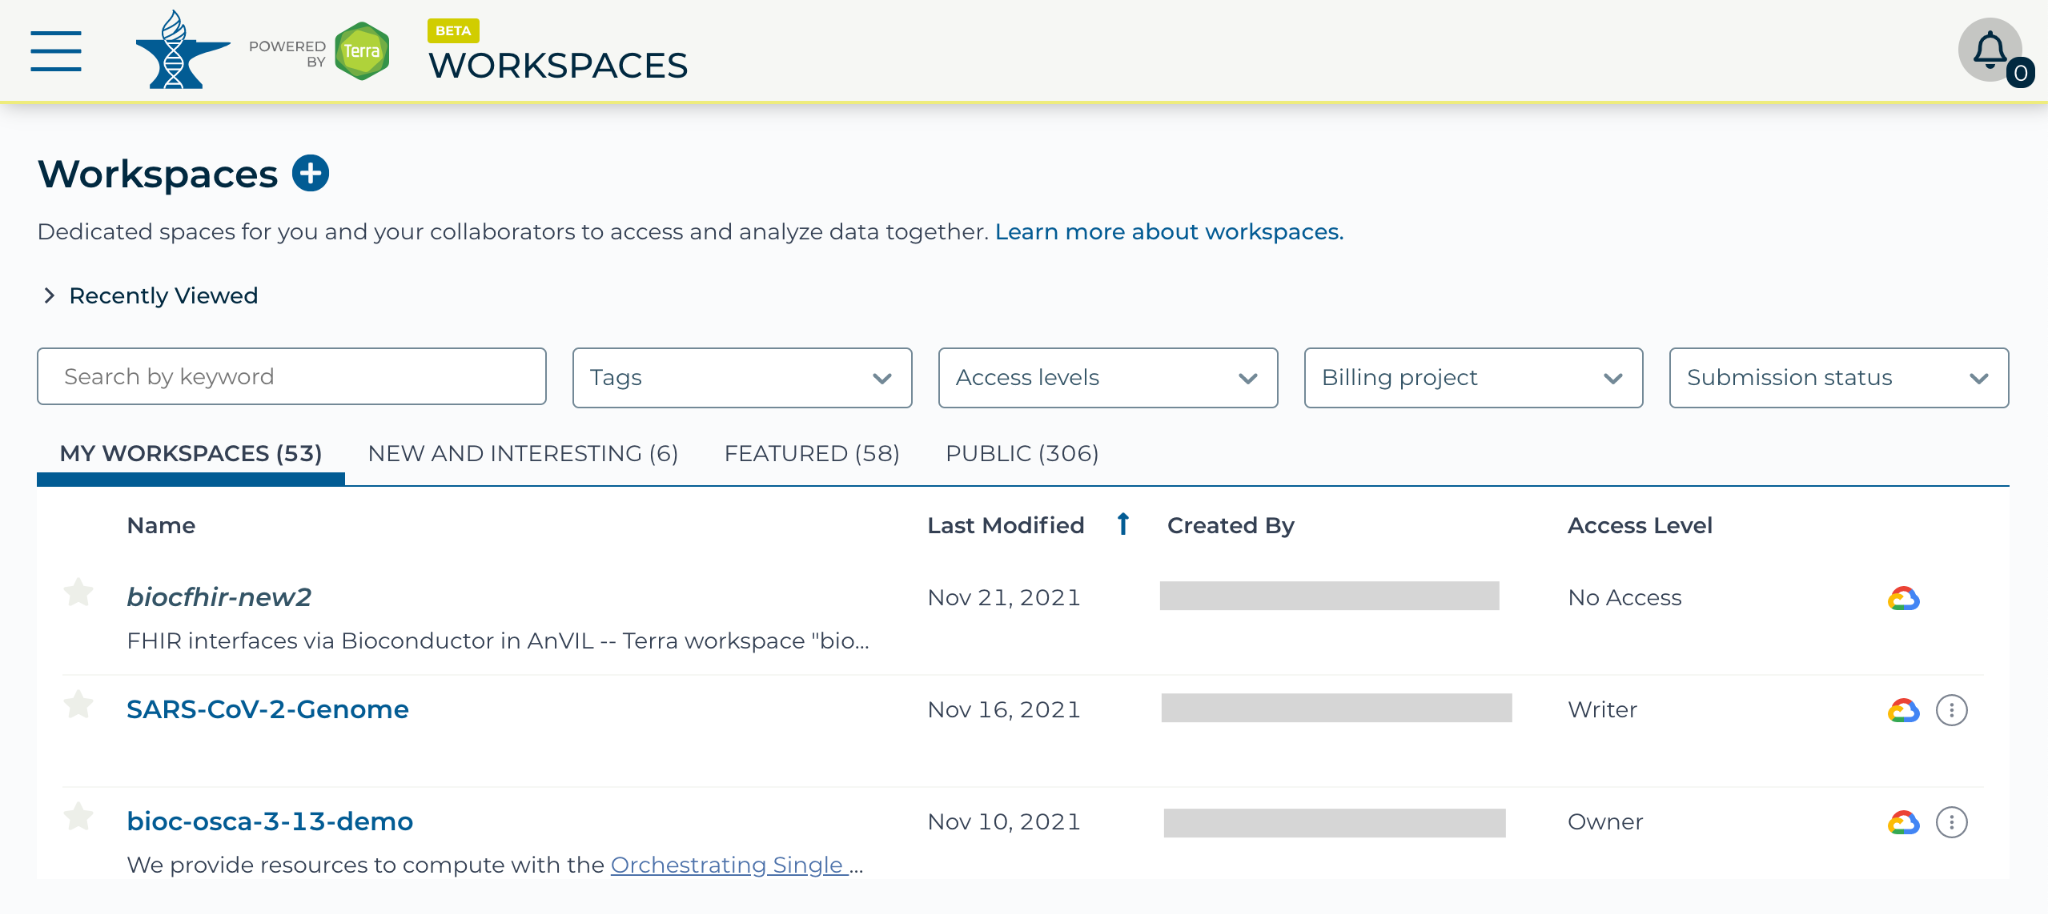 POWERED
BY
Terra
BETA
WORKSPACES
0
Workspaces
Dedicated spaces for you and your collaborators to access and analyze data together. Learn more about workspaces.
Recently Viewed
Search by keyword
Tags
Access levels
Billing project
Submission status
MY WORKSPACES (53)
NEW AND INTERESTING (6)
FEATURED (58)
PUBLIC (306)
Name
Last Modified
Created By
Access Level
biocfhir-new2
Nov 21, 2021
No Access
FHIR interfaces via Bioconductor in AnVIL -- Terra workspace "bio...
SARS-CoV-2-Genome
Nov 16, 2021
Writer
bioc-osca-3-13-demo
Nov 10, 2021
Owner
We provide resources to compute with the Orchestrating Single ...